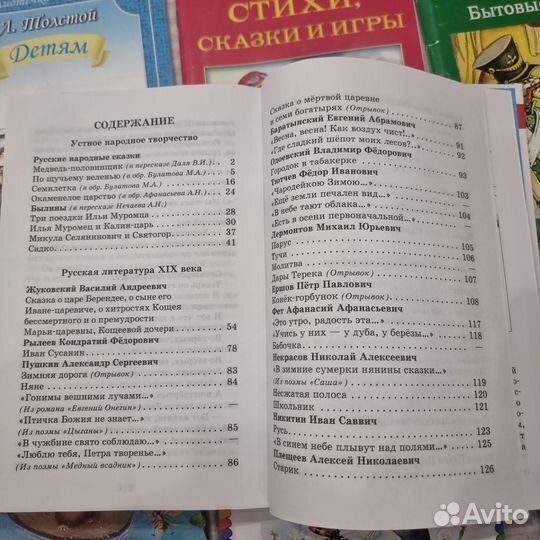 Л. Толстой
Детям
СТИХИ,
СКАЗКИ И ИГРЫ
СОДЕРЖАНИЕ
Устное народное творчество
Русские народные сказки
Медведь-половинщик (в пересказе Даля В.И.) 2
По щучьему веленью (в обр. Булатова М.А.) 5
Семилетка (в обр. Булатова М.А.) 16
Окаменелое царство (в обр. Афанасьева А.Н.) 24
Былины (в пересказе Нечаева А.Н.)
Три поездки Ильи Муромца 28
Илья Муромец и Калин-царь 30
Микула Селянинович и Святогор 37
Садко 41
Русская литература XIX века
Жуковский Василий Андреевич
Сказка о царе Берендее, о сыне его
Иване-царевиче, о хитростях Кощея
бессмертного и о премудрости
Марьи-царевны, Кощеевой дочери 54
Рылеев Кондратий Фёдорович
Иван Сусанин 78
Пушкин Александр Сергеевич
Зимняя дорога (Отрывок) 83
Няне 84
«Гонимы вешними лучами...» —
(Из романа «Евгений Онегин»)
«Птичка Божия не знает...» —
(Из поэмы «Цыганы»)
«В чужбине свято соблюдаю...» —
«Люблю тебя, Петра творенье...»
(Из поэмы «Медный всадник») 86
Сказка о мёртвой царевне
и семи богатырях (Отрывок) 87
Баратынский Евгений Абрамович
«Весна, весна! Как воздух чист!..» 91
«Где сладкий шёпот моих лесов?..» 92
Одоевский Владимир Фёдорович
Городок в табакерке 93
Тютчев Фёдор Иванович
«Чародейкою Зимою...»
«Ещё земли печален вид...» 103
«В небе тают облака...»
«Есть в осени первоначальной...» 104
Лермонтов Михаил Юрьевич
Парус 105
Тучи
Молитва 106
Дары Терека (Отрывок)
Ершов Пётр Павлович 107
Конёк-горбунок (Отрывок) 108
Фет Афанасий Афанасьевич
«Это утро, радость эта...» 117
«Учись у них — у дуба, у берёзы...»
Бабочка
Некрасов Николай Алексеевич
«В зимние сумерки нянины сказки...»
(Из поэмы «Саша») 119
Несжатая полоса 120
Школьник
Никитин Иван Саввич
Русь 123
«В синем небе плывут над полями...» 125
Плещеев Алексей Николаевич
Старик 126
Avito